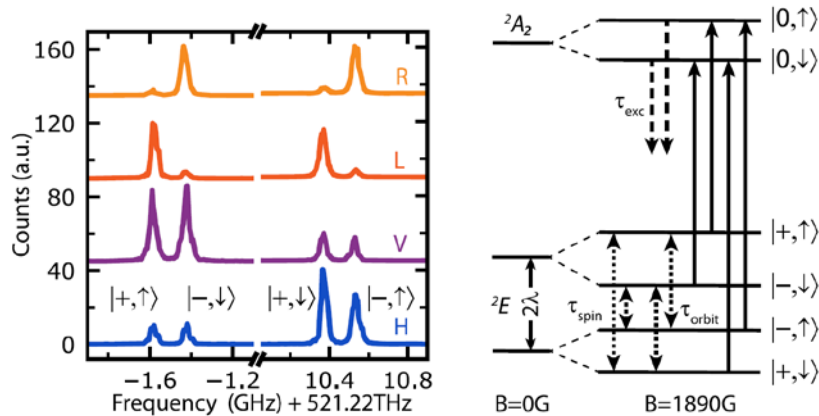 160
120
80
40
0
Counts (a.u.)
R
L
V
H
|+,↑⟩
|−,↓⟩
|+,↓⟩
|−,↑⟩
−1.6
−1.2
10.4
10.8
Frequency (GHz) + 521.22THz
²A₂
|0,↑⟩
|0,↓⟩
τexc
|+,↑⟩
|−,↓⟩
²E
2λ
τspin
τorbit
|−,↑⟩
|+,↓⟩
B=0G
B=1890G